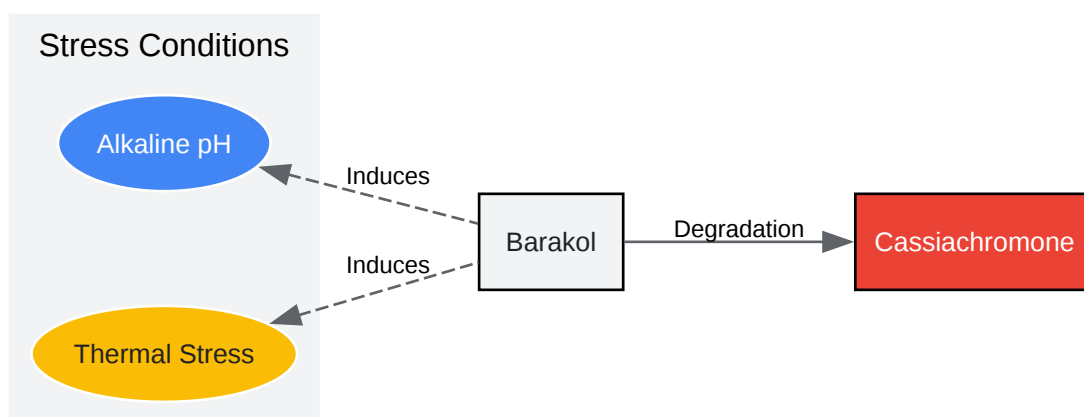 Stress Conditions
Alkaline pH
Induces
Barakol
Degradation
Cassiachromone
Induces
Thermal Stress